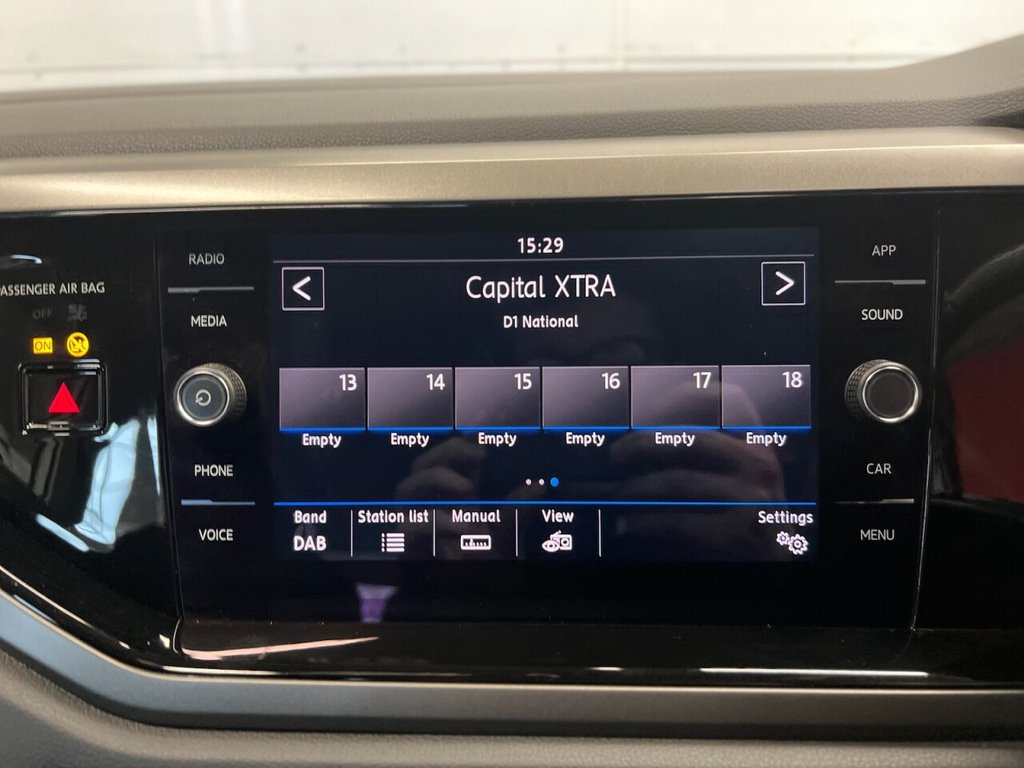 15:29
RADIO
APP
Capital XTRA
PASSENGER AIR BAG
OFF
ON
MEDIA
D1 National
SOUND
13 14 15 16 17 18
Empty Empty Empty Empty Empty Empty
PHONE
CAR
Band Station list Manual View Settings
DAB
VOICE
MENU